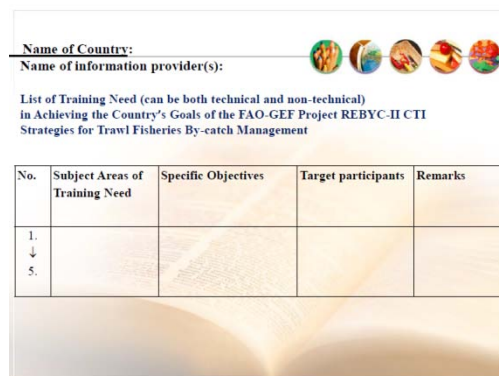 Name of Country:
Name of information provider(s):
List of Training Need (can be both technical and non-technical)
in Achieving the Country's Goals of the FAO-GEF Project REBYC-II CTI
Strategies for Trawl Fisheries By-catch Management
No. Subject Areas of Training Need Specific Objectives Target participants Remarks
1.
↓
5.